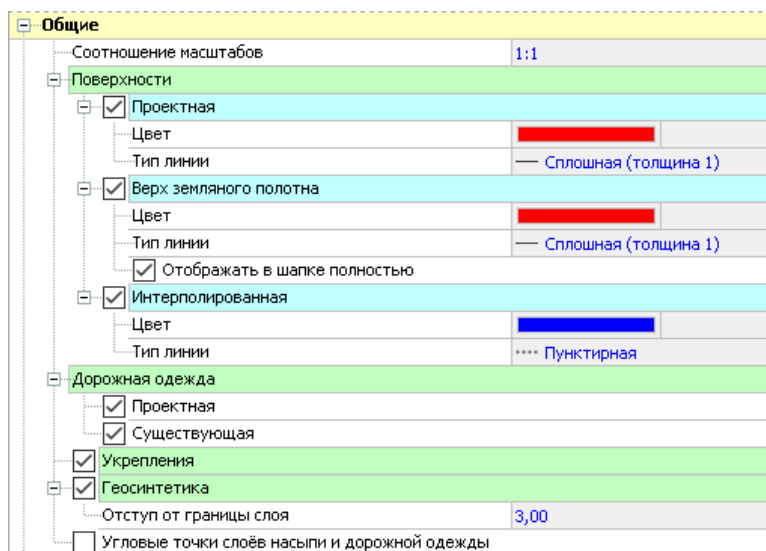 Общие
Соотношение масштабов 1:1
Поверхности
Проектная
Цвет
Тип линии Сплошная (толщина 1)
Верх земляного полотна
Цвет
Тип линии Сплошная (толщина 1)
Отображать в шапке полностью
Интерполированная
Цвет
Тип линии Пунктирная
Дорожная одежда
Проектная
Существующая
Укрепления
Геосинтетика
Отступ от границы слоя 3,00
Угловые точки слоёв насыпи и дорожной одежды